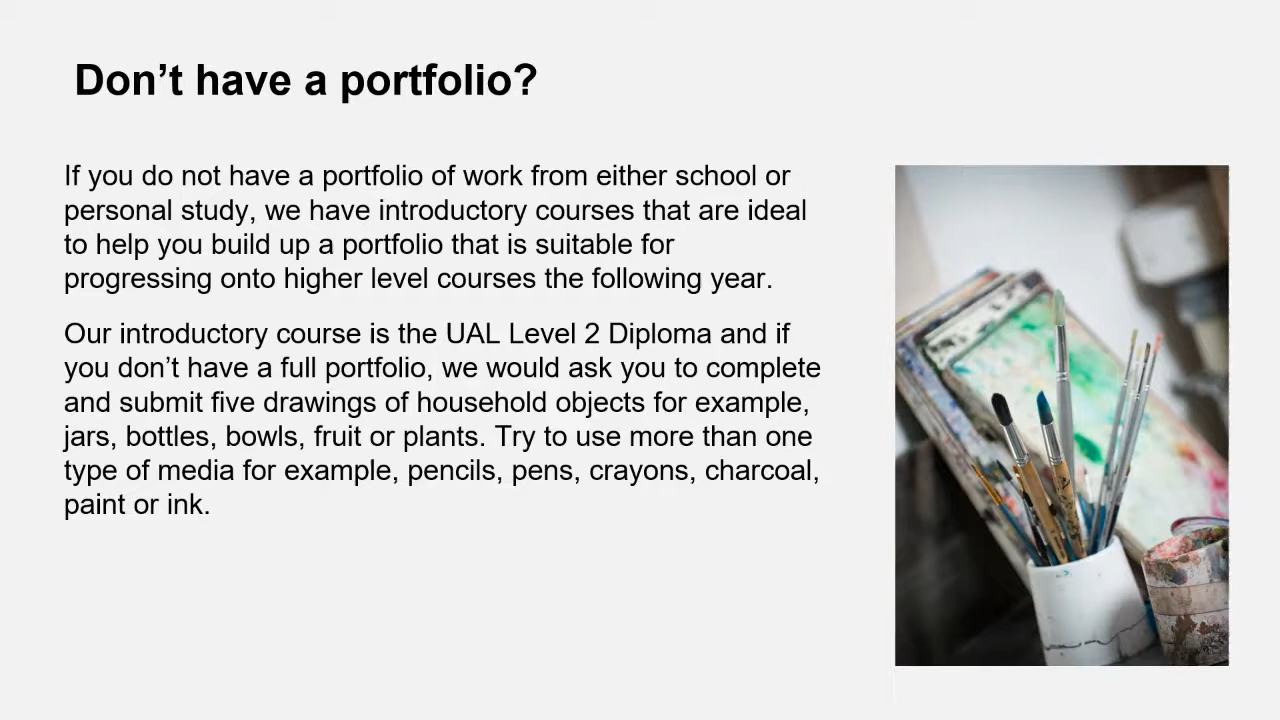 Don’t have a portfolio?
If you do not have a portfolio of work from either school or
personal study, we have introductory courses that are ideal
to help you build up a portfolio that is suitable for
progressing onto higher level courses the following year.
Our introductory course is the UAL Level 2 Diploma and if
you don’t have a full portfolio, we would ask you to complete
and submit five drawings of household objects for example,
jars, bottles, bowls, fruit or plants. Try to use more than one
type of media for example, pencils, pens, crayons, charcoal,
paint or ink.